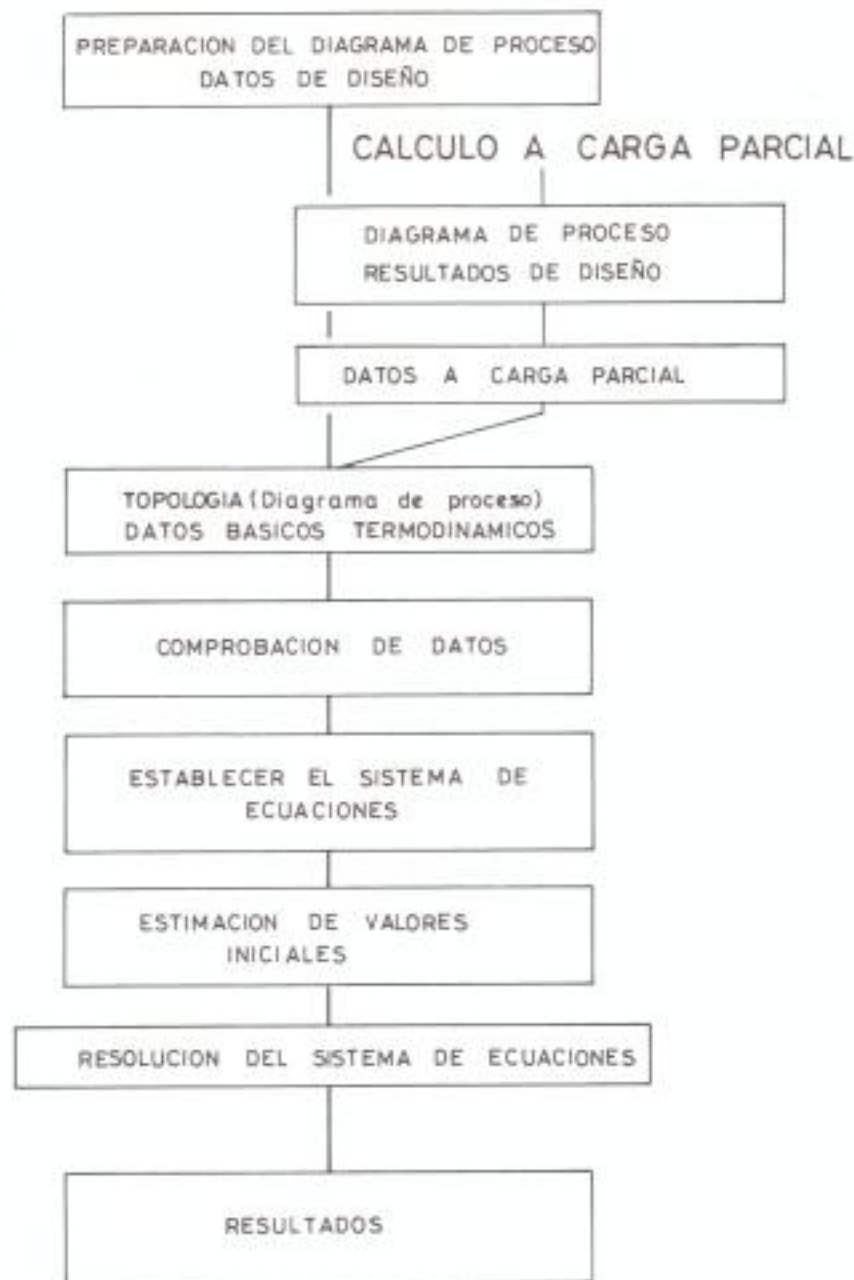 PREPARACION DEL DIAGRAMA DE PROCESO
DATOS DE DISEÑO
CALCULO A CARGA PARCIAL
DIAGRAMA DE PROCESO
RESULTADOS DE DISEÑO
DATOS A CARGA PARCIAL
TOPOLOGIA (Diagrama de proceso)
DATOS BASICOS TERMODINAMICOS
COMPROBACION DE DATOS
ESTABLECER EL SISTEMA DE
ECUACIONES
ESTIMACION DE VALORES
INICIALES
RESOLUCION DEL SISTEMA DE ECUACIONES
RESULTADOS